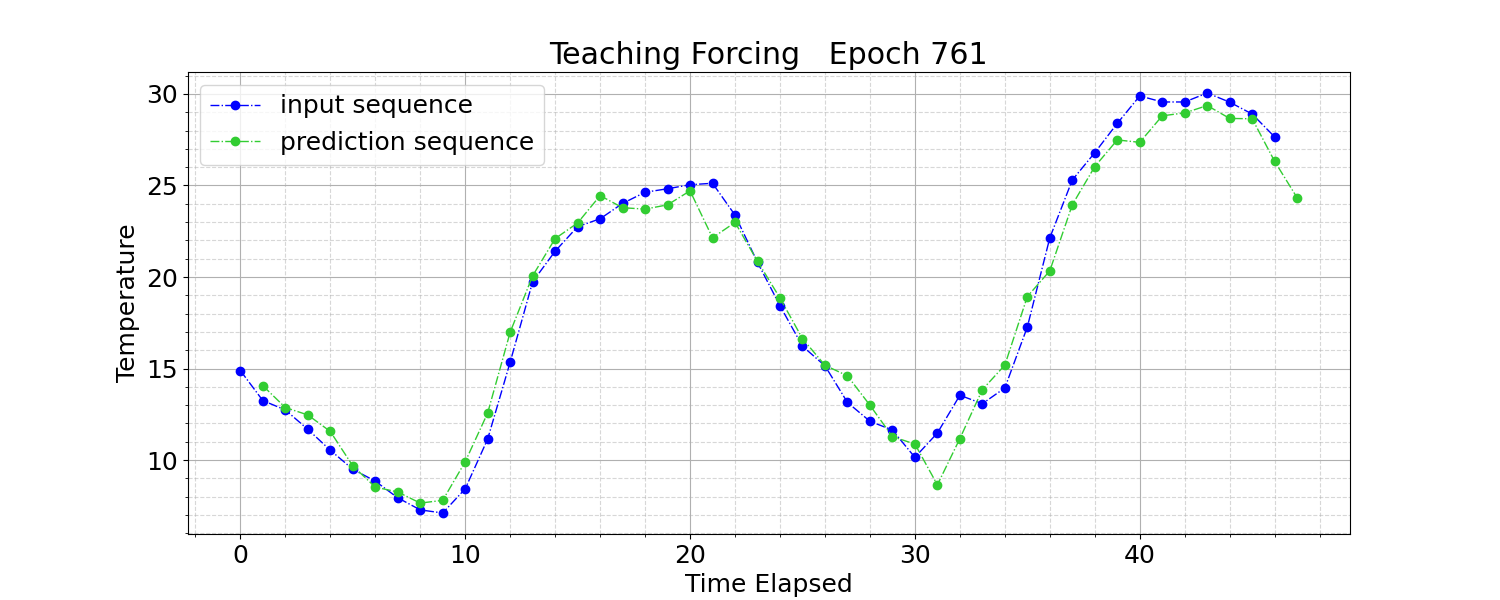 Teaching Forcing   Epoch 761
input sequence
prediction sequence
Temperature
30
25
20
15
10
0 10 20 30 40
Time Elapsed